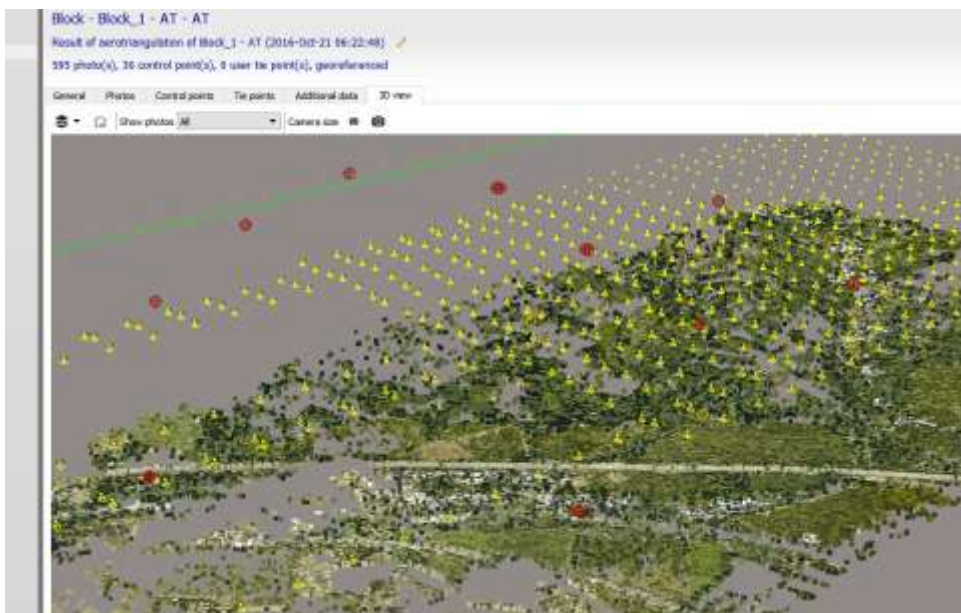 Block - Block_1 - AT - AT
Result of aerotriangulation of Block_1 - AT (2016-Oct-21 06:22:48)
595 photo(s), 36 control point(s), 0 user tie point(s), georeferenced
General Photos Control points Tie points Additional data 3D view
Show photos All Camera size